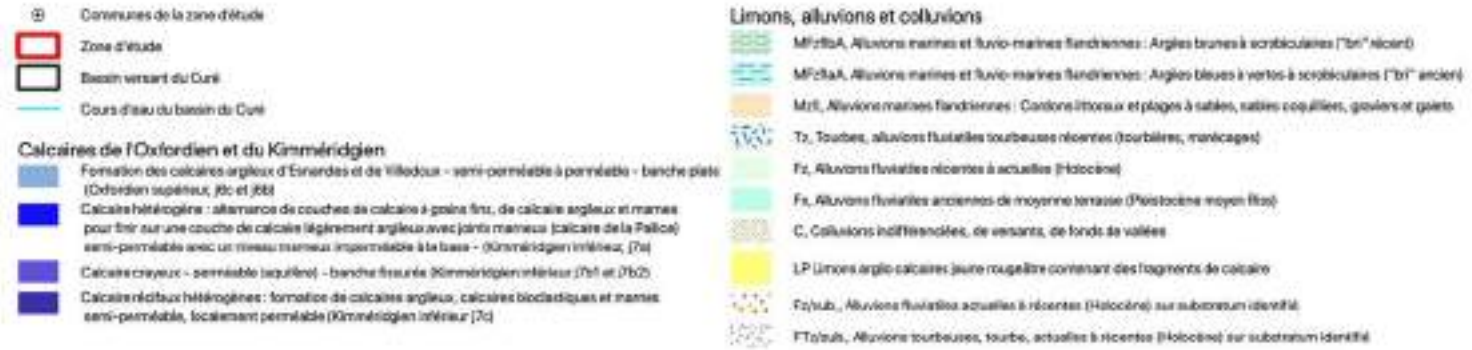 Communes de la zone d'étude
Zone d'étude
Bassin versant du Curé
Cours d'eau du bassin du Curé
Calcaires de l'Oxfordien et du Kimméridgien
Formation des calcaires argileux d'Esnandes et de Villedoux - semi-perméable à perméable - banche plate
(Oxfordien supérieur, j6c et j6b)
Calcaire hétérogène : alternance de couches de calcaire à grains fins, de calcaire argileux et marnes
pour finir sur une couche de calcaire légèrement argileux avec joints marneux (calcaire de la Pallice)
semi-perméable avec un niveau marneux imperméable à la base - (Kimméridgien inférieur, j7a)
Calcaire crayeux - perméable (aquifère) - banche fissurée (Kimméridgien inférieur j7b1 et j7b2)
Calcaire récifaux hétérogènes : formation de calcaires argileux, calcaires bioclastiques et marnes
semi-perméable, localement perméable (Kimméridgien inférieur j7c)
Limons, alluvions et colluvions
MFzfbA, Alluvions marines et fluvio-marines flandriennes : Argiles brunes à scrobiculaires ("bri" récent)
MFzfaA, Alluvions marines et fluvio-marines flandriennes : Argiles bleues à vertes à scrobiculaires ("bri" ancien)
Mzfl, Alluvions marines flandriennes : Cordons littoraux et plages à sables, sables coquilliers, graviers et galets
Tz, Tourbes, alluvions fluviatiles tourbeuses récentes (tourbières, marécages)
Fz, Alluvions fluviatiles récentes à actuelles (Holocène)
Fx, Alluvions fluviatiles anciennes de moyenne terrasse (Pléistocène moyen Riss)
C, Colluvions indifférenciées, de versants, de fonds de vallées
LP Limons argilo calcaires jaune rougeâtre contenant des fragments de calcaire
Fz/sub., Alluvions fluviatiles actuelles à récentes (Holocène) sur substratum identifié
FTz/sub., Alluvions tourbeuses, tourbe, actuelles à récentes (Holocène) sur substratum identifié